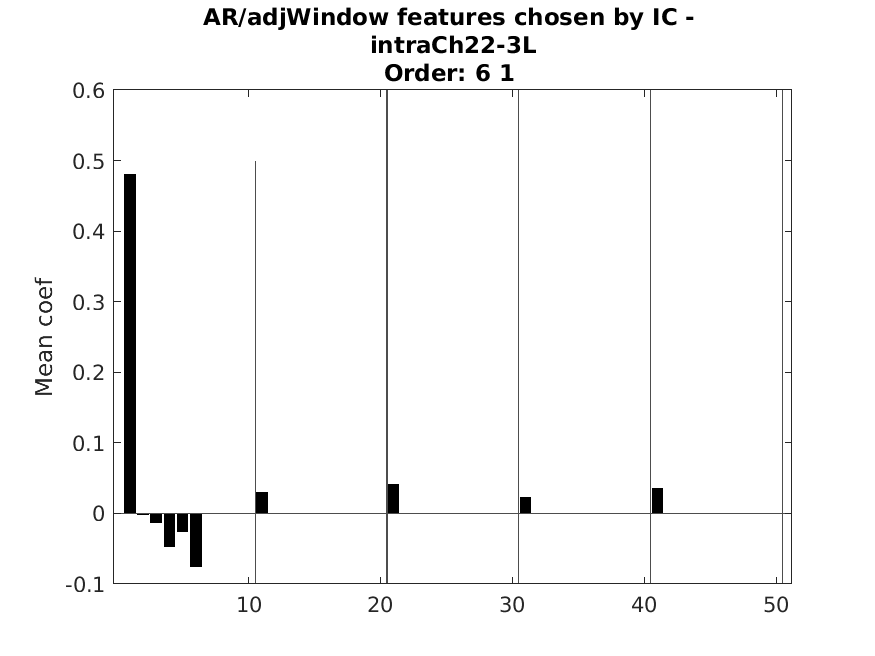 AR/adjWindow features chosen by IC -
intraCh22-3L
Order: 6 1
0.6
0.5
0.4
0.3
0.2
0.1
0
-0.1
Mean coef
10 20 30 40 50